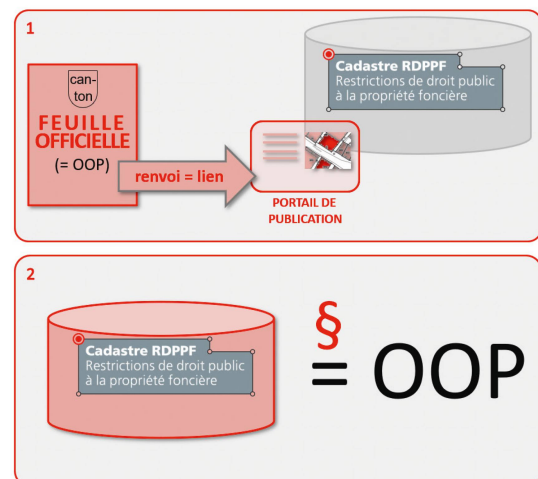 1
can-
ton
FEUILLE
OFFICIELLE
(= OOP)
renvoi = lien
PORTAIL DE
PUBLICATION
Cadastre RDPPF
Restrictions de droit public
à la propriété foncière
2
Cadastre RDPPF
Restrictions de droit public
à la propriété foncière
§
= OOP